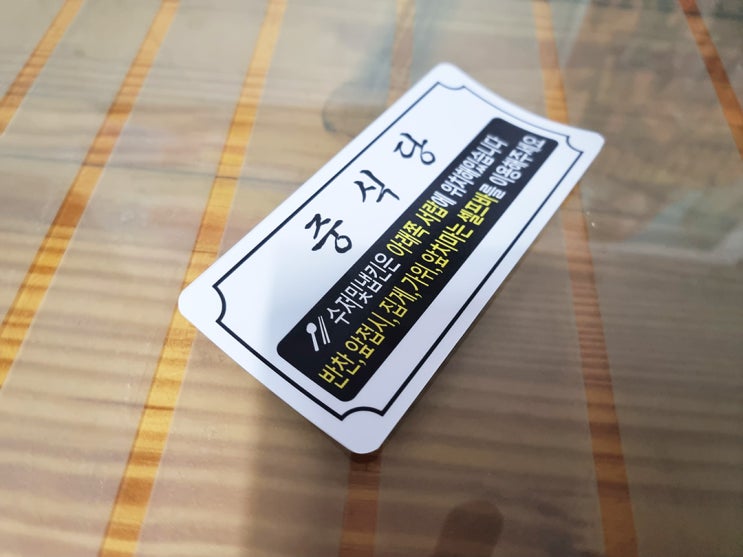 중식당
수저및냅킨은 아래쪽 서랍에 위치해있습니다
반찬,앞접시,집게,가위,앞치마는 셀프바를 이용해주세요